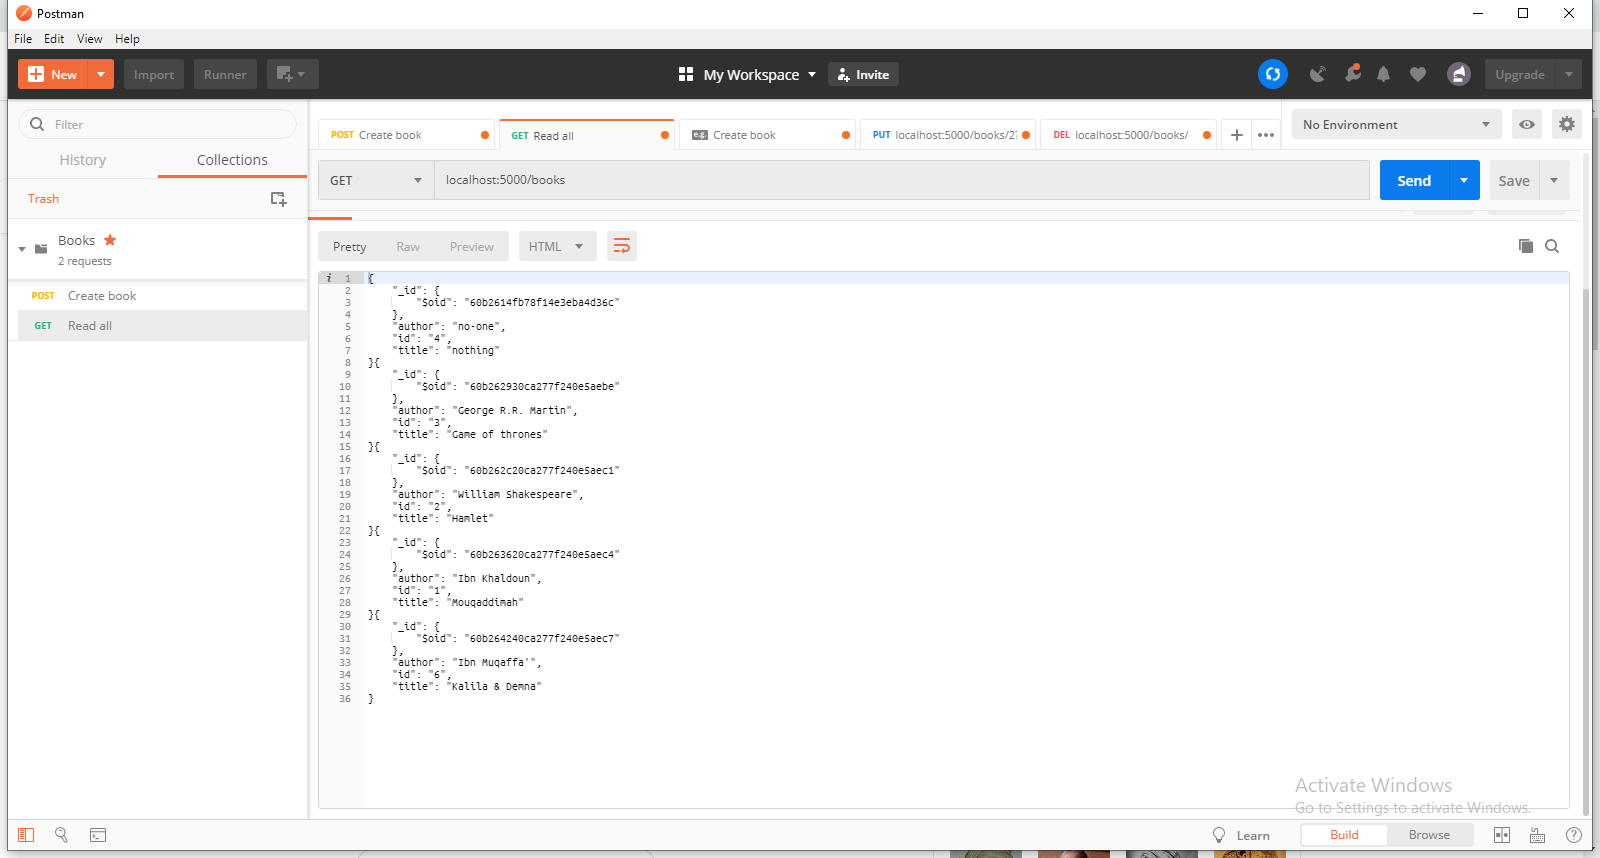 Postman
File Edit View Help
New Import Runner My Workspace Invite Upgrade
Filter
History Collections
Trash
Books
2 requests
POST Create book
GET Read all
POST Create book GET Read all e.g. Create book PUT localhost:5000/books/2 DEL localhost:5000/books/ + •••
No Environment
GET localhost:5000/books Send Save
Pretty Raw Preview HTML
i 1 {
2 "_id": {
3 "$oid": "60b2614fb78f14e3eba4d36c"
4 },
5 "author": "no-one",
6 "id": "4",
7 "title": "nothing"
8 }{
9 "_id": {
10 "$oid": "60b262930ca277f240e5aebe"
11 },
12 "author": "George R.R. Martin",
13 "id": "3",
14 "title": "Game of thrones"
15 }{
16 "_id": {
17 "$oid": "60b262c20ca277f240e5aec1"
18 },
19 "author": "William Shakespeare",
20 "id": "2",
21 "title": "Hamlet"
22 }{
23 "_id": {
24 "$oid": "60b263620ca277f240e5aec4"
25 },
26 "author": "Ibn Khaldoun",
27 "id": "1",
28 "title": "Mouqaddimah"
29 }{
30 "_id": {
31 "$oid": "60b264240ca277f240e5aec7"
32 },
33 "author": "Ibn Muqaffa'",
34 "id": "6",
35 "title": "Kalila & Demna"
36 }
Activate Windows
Go to Settings to activate Windows.
Learn Build Browse